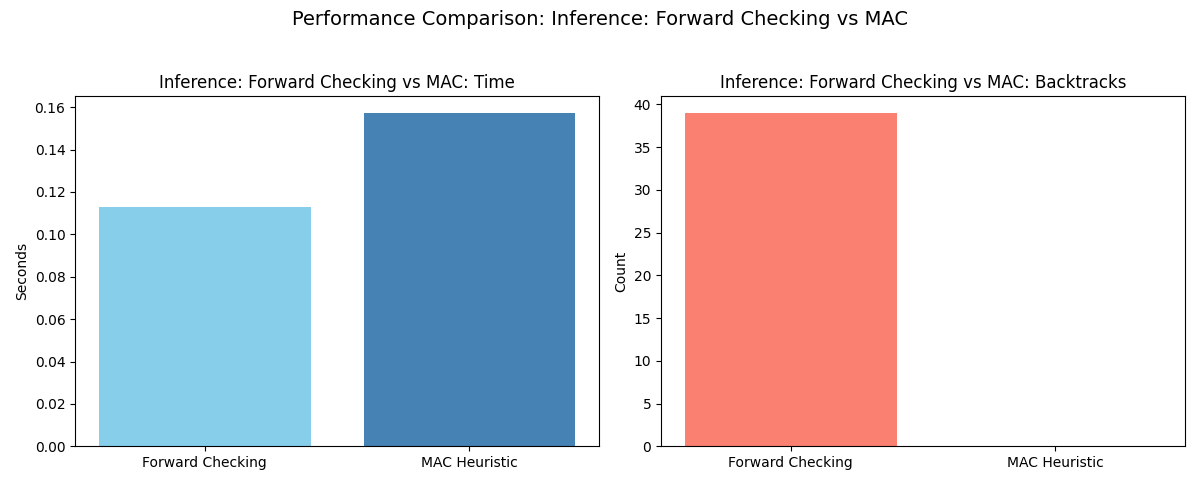 Performance Comparison: Inference: Forward Checking vs MAC
Inference: Forward Checking vs MAC: Time
0.16
0.14
0.12
0.10
0.08
0.06
0.04
0.02
0.00
Seconds
Forward Checking
MAC Heuristic
Inference: Forward Checking vs MAC: Backtracks
40
35
30
25
20
15
10
5
0
Count
Forward Checking
MAC Heuristic